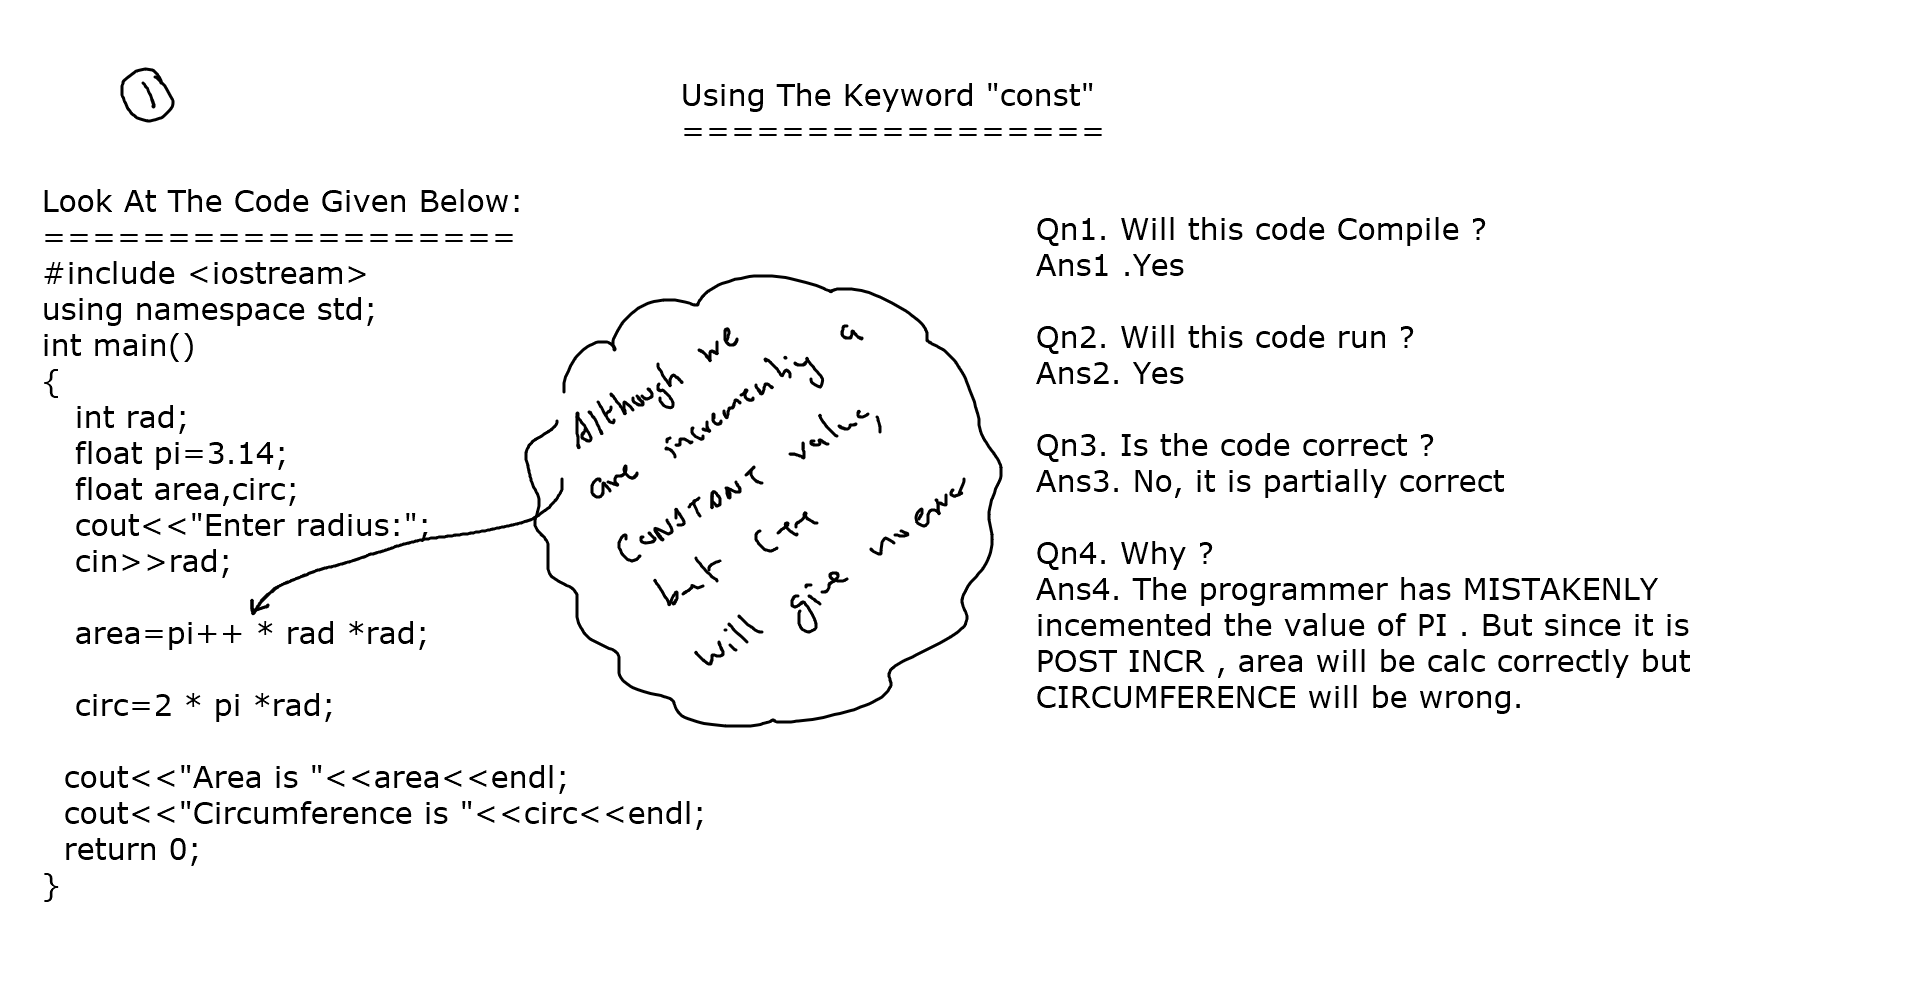 1
Using The Keyword "const"
=================
Look At The Code Given Below:
===================
#include <iostream>
using namespace std;
int main()
{
int rad;
float pi=3.14;
float area,circ;
cout<<"Enter radius:";
cin>>rad;
area=pi++ * rad *rad;
circ=2 * pi *rad;
cout<<"Area is "<<area<<endl;
cout<<"Circumference is "<<circ<<endl;
return 0;
}
Although we
are incrementing a
CONSTANT value,
but C++
will give no error
Qn1. Will this code Compile ?
Ans1 .Yes
Qn2. Will this code run ?
Ans2. Yes
Qn3. Is the code correct ?
Ans3. No, it is partially correct
Qn4. Why ?
Ans4. The programmer has MISTAKENLY
incemented the value of PI . But since it is
POST INCR , area will be calc correctly but
CIRCUMFERENCE will be wrong.